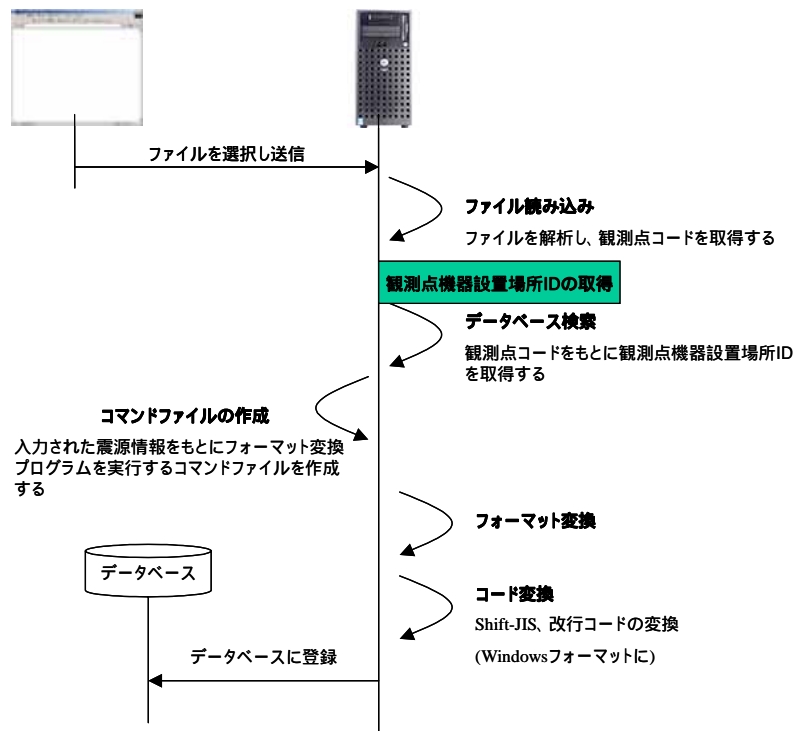 ファイルを選択し送信
ファイル読み込み
ファイルを解析し、観測点コードを取得する
観測点機器設置場所IDの取得
データベース検索
観測点コードをもとに観測点機器設置場所ID
を取得する
コマンドファイルの作成
入力された震源情報をもとにフォーマット変換
プログラムを実行するコマンドファイルを作成
する
フォーマット変換
データベース
コード変換
Shift-JIS、改行コードの変換
(Windowsフォーマットに)
データベースに登録